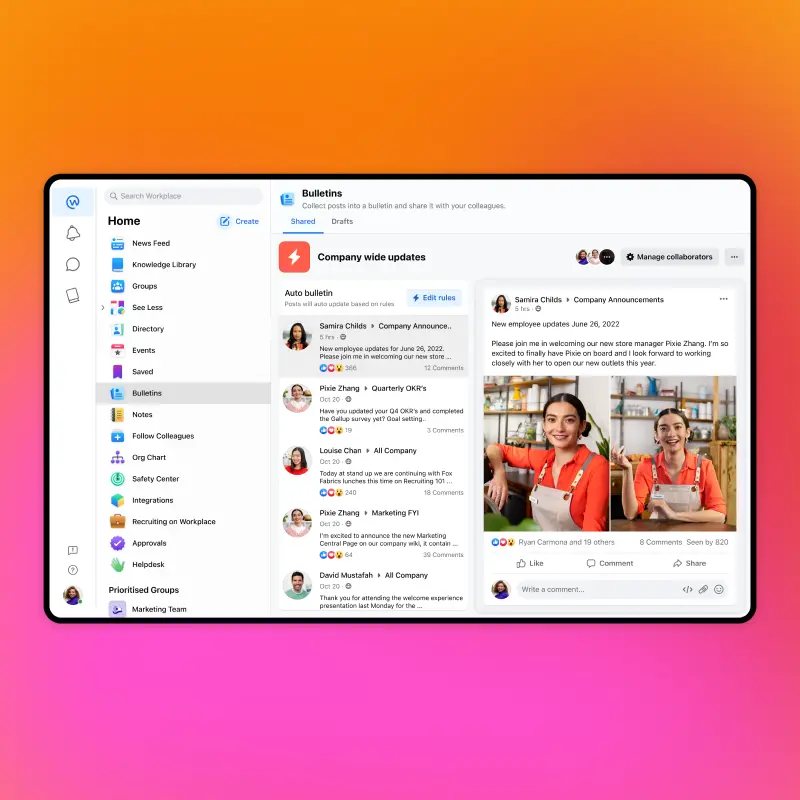 Search Workplace
Home
Create
News Feed
Knowledge Library
Groups
See Less
Directory
Events
Saved
Bulletins
Notes
Follow Colleagues
Org Chart
Safety Center
Integrations
Recruiting on Workplace
Approvals
Helpdesk
Prioritised Groups
Marketing Team
Bulletins
Collect posts into a bulletin and share it with your colleagues.
Shared
Drafts
Company wide updates
Manage collaborators
Auto bulletin
Posts will auto update based on rules
Edit rules
Samira Childs Company Announce..
5 hrs ·
New employee updates for June 26, 2022.
Please join me in welcoming our new store ...
366
12 Comments
Pixie Zhang Quarterly OKR's
Oct 20 ·
Have you updated your Q4 OKR's and completed
the Gallup survey yet? Goal setting..
19
3 Comments
Louise Chan All Company
Oct 20 ·
Today at stand up we are continuing with Fox
Fabrics lunches this time on Recruiting 101 ...
240
18 Comments
Pixie Zhang Marketing FYI
Oct 20 ·
I'm excited to announce the new Marketing
Central Page on our company wiki, it contain ...
64
39 Comments
David Mustafah All Company
Oct 20 ·
Thank you for attending the welcome experience
presentation last Monday for the ...
Samira Childs Company Announcements
5 hrs ·
New employee updates June 26, 2022
Please join me in welcoming our new store manager Pixie Zhang. I'm so
excited to finally have Pixie on board and I look forward to working
closely with her to open our new outlets this year.
Ryan Carmona and 19 others
8 Comments Seen by 820
Like
Comment
Share
Write a comment...